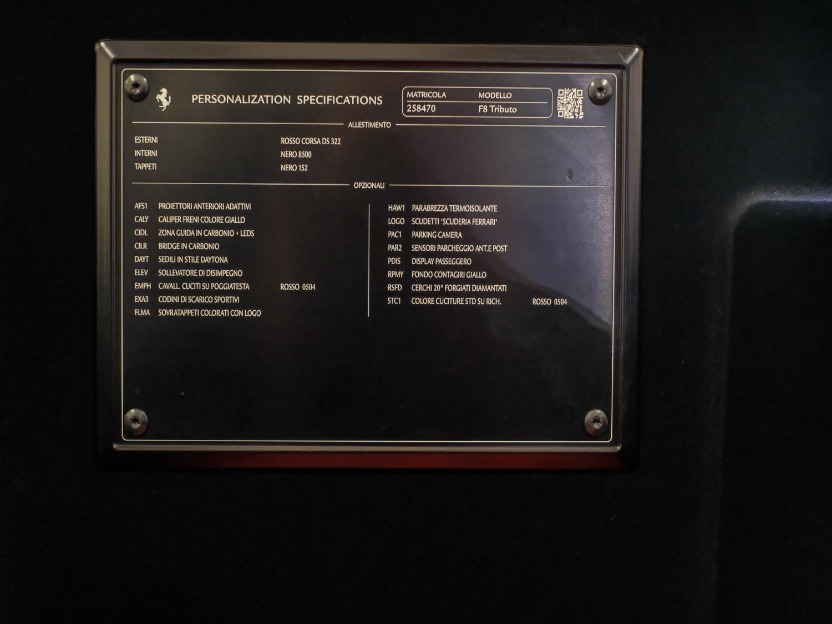 PERSONALIZATION SPECIFICATIONS
MATRICOLA MODELLO
258470 F8 Tributo
ALLESTIMENTO
ESTERNI ROSSO CORSA DS 322
INTERNI NERO 8500
TAPPETI NERO 152
OPZIONALI
AFS1 PROIETTORI ANTERIORI ADATTIVI
CALY CALIPER FRENI COLORE GIALLO
CIDL ZONA GUIDA IN CARBONIO + LEDS
CILR BRIDGE IN CARBONIO
DAYT SEDILI IN STILE DAYTONA
ELEV SOLLEVATORE DI DISIMPEGNO
EMPH CAVALL. CUCITI SU POGGIATESTA ROSSO 0504
EXA3 CODINI DI SCARICO SPORTIVI
FLMA SOVRATAPPETI COLORATI CON LOGO
HAW1 PARABREZZA TERMOISOLANTE
LOGO SCUDETTI 'SCUDERIA FERRARI'
PAC1 PARKING CAMERA
PAR2 SENSORI PARCHEGGIO ANT.E POST
PDIS DISPLAY PASSEGGERO
RPMY FONDO CONTAGIRI GIALLO
RSFD CERCHI 20" FORGIATI DIAMANTATI
STC1 COLORE CUCITURE STD SU RICH. ROSSO 0504